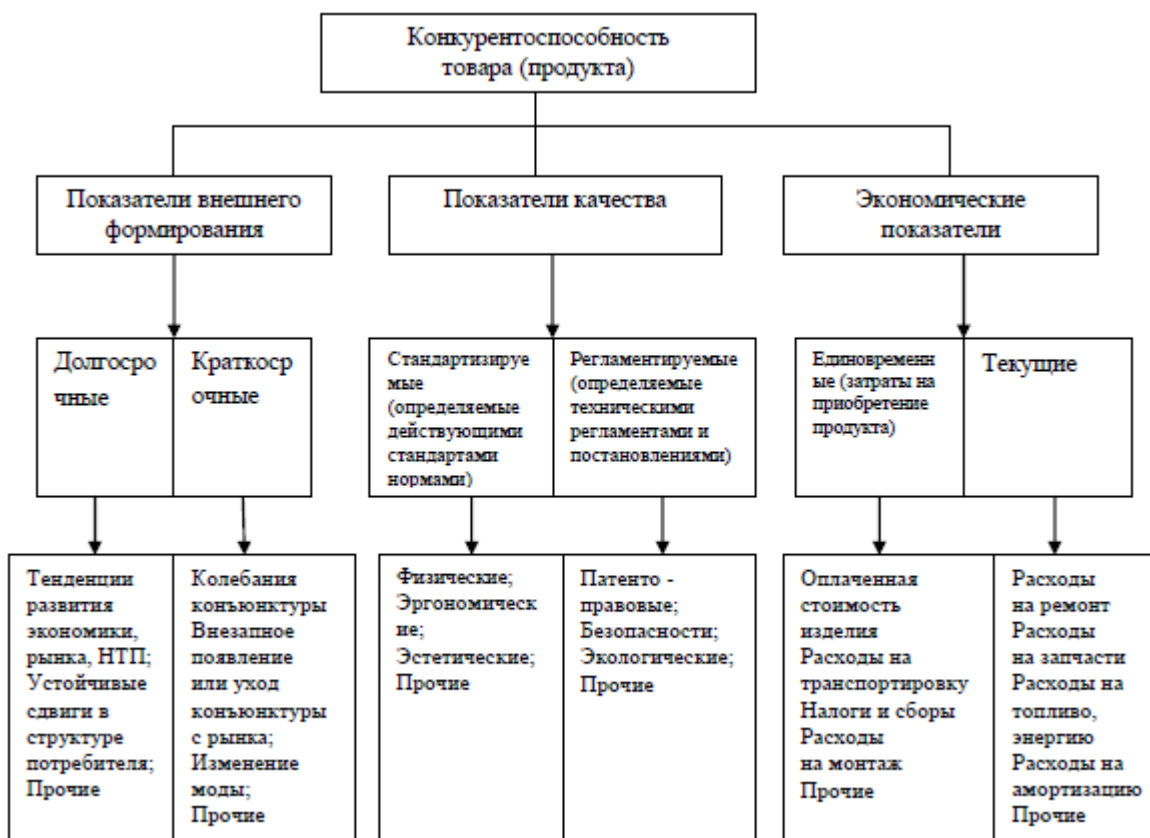 Конкурентоспособность
товара (продукта)
Показатели внешнего
формирования
Показатели качества
Экономические
показатели
Долгосро
чные
Краткоср
очные
Стандартизируе
мые
(определяемые
действующими
стандартами
нормами)
Регламентируемые
(определяемые
техническими
регламентами и
постановлениями)
Единовременн
ые (затраты на
приобретение
продукта)
Текущие
Тенденции
развития
экономики,
рынка, НТП;
Устойчивые
сдвиги в
структуре
потребителя;
Прочие
Колебания
конъюнктуры
Внезапное
появление
или уход
конъюнктуры
с рынка;
Изменение
моды;
Прочие
Физические;
Эргономическ
ие;
Эстетические;
Прочие
Патенто -
правовые;
Безопасности;
Экологические;
Прочие
Оплаченная
стоимость
изделия
Расходы на
транспортировку
Налоги и сборы
Расходы
на монтаж
Прочие
Расходы
на ремонт
Расходы
на запчасти
Расходы на
топливо,
энергию
Расходы на
амортизацию
Прочие